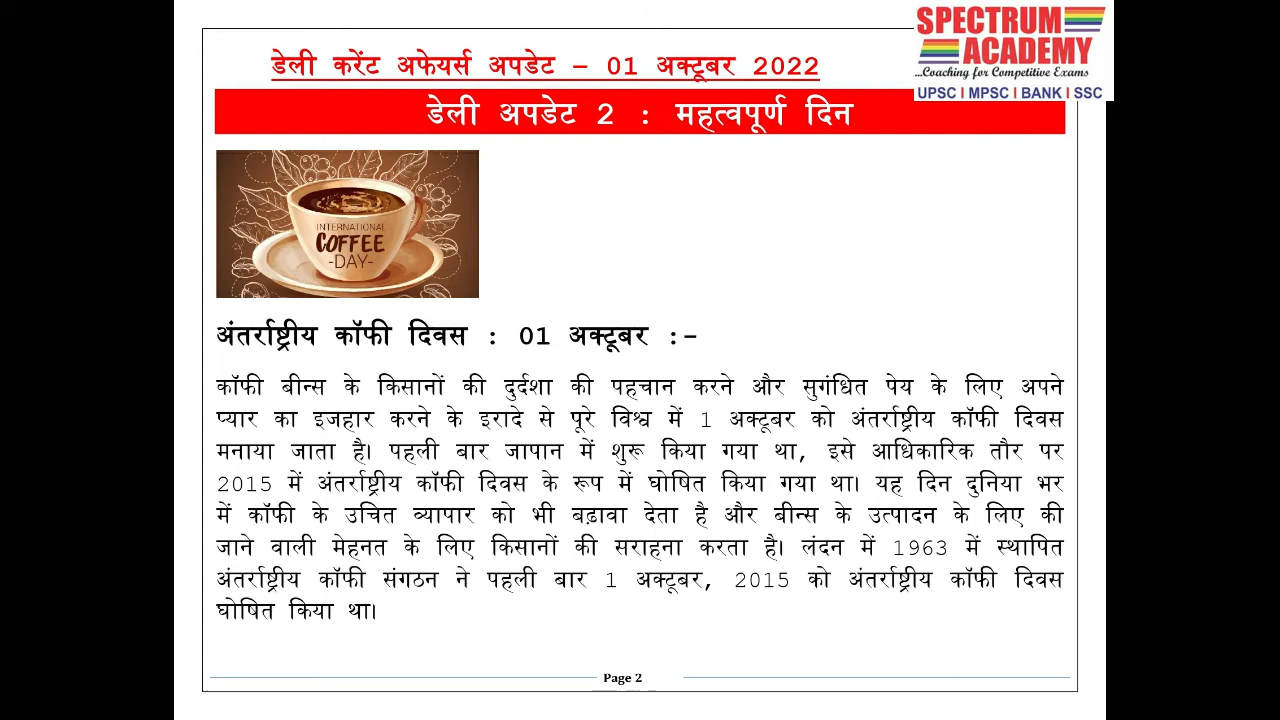 SPECTRUM
ACADEMY
...Coaching for Competitive Exams
UPSC | MPSC | BANK | SSC
डेली करेंट अफेयर्स अपडेट – 01 अक्टूबर 2022
डेली अपडेट 2 : महत्वपूर्ण दिन
INTERNATIONAL
COFFEE
-DAY-
अंतर्राष्ट्रीय कॉफी दिवस : 01 अक्टूबर :-
कॉफी बीन्स के किसानों की दुर्दशा की पहचान करने और सुगंधित पेय के लिए अपने
प्यार का इजहार करने के इरादे से पूरे विश्व में 1 अक्टूबर को अंतर्राष्ट्रीय कॉफी दिवस
मनाया जाता है। पहली बार जापान में शुरू किया गया था, इसे आधिकारिक तौर पर
2015 में अंतर्राष्ट्रीय कॉफी दिवस के रूप में घोषित किया गया था। यह दिन दुनिया भर
में कॉफी के उचित व्यापार को भी बढ़ावा देता है और बीन्स के उत्पादन के लिए की
जाने वाली मेहनत के लिए किसानों की सराहना करता है। लंदन में 1963 में स्थापित
अंतर्राष्ट्रीय कॉफी संगठन ने पहली बार 1 अक्टूबर, 2015 को अंतर्राष्ट्रीय कॉफी दिवस
घोषित किया था।
Page 2